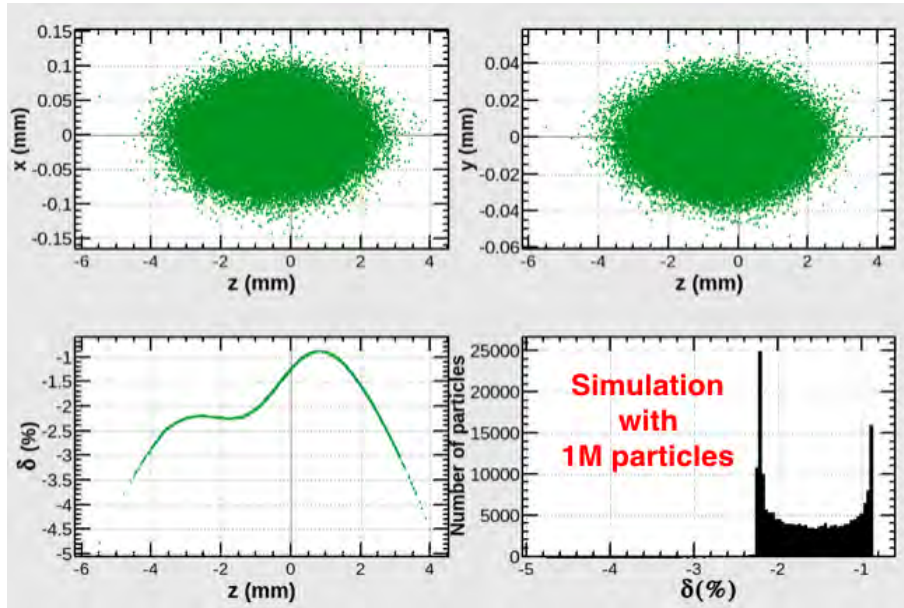 0.15
0.1
0.05
0
-0.05
-0.1
-0.15
x (mm)
-6 -4 -2 0 2 4
z (mm)
0.04
0.02
0
-0.02
-0.04
-0.06
y (mm)
-6 -4 -2 0 2 4
z (mm)
-1
-1.5
-2
-2.5
-3
-3.5
-4
-4.5
-5
δ (%)
-6 -4 -2 0 2 4
z (mm)
25000
20000
15000
10000
5000
0
Number of particles
Simulation
with
1M particles
-5 -4 -3 -2 -1
δ(%)